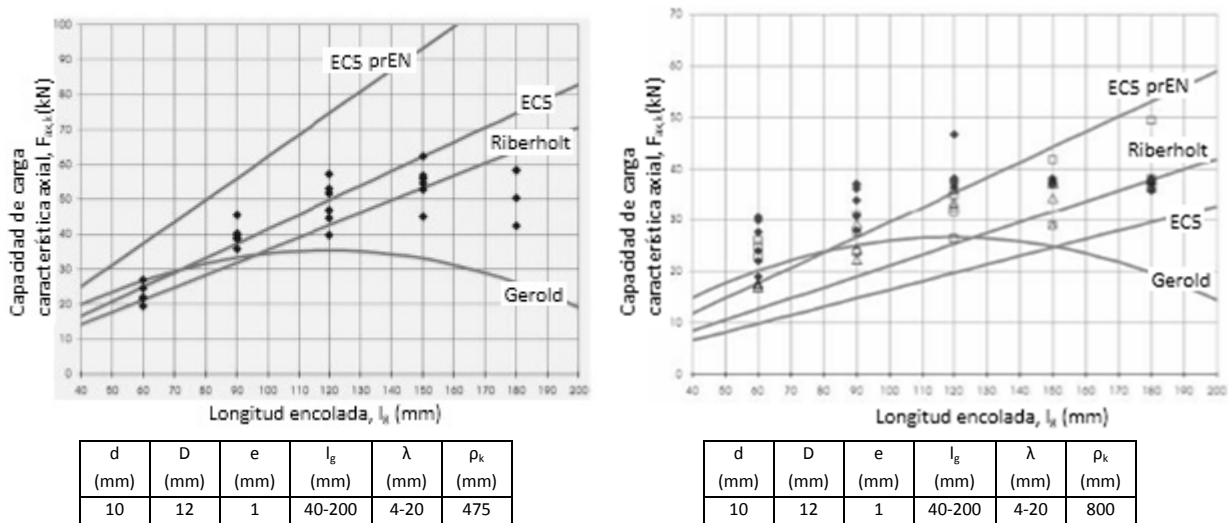 Capacidad de carga
característica axial, Fax,k (kN)
100
90
80
70
60
50
40
30
20
10
0
EC5 prEN
EC5
Riberholt
Gerold
40 50 60 70 80 90 100 110 120 130 140 150 160 170 180 190 200
Longitud encolada, lg (mm)
d D e lg λ ρk
(mm) (mm) (mm) (mm) (mm) (mm)
10 12 1 40-200 4-20 475
Capacidad de carga
característica axial, Fax,k (kN)
70
60
50
40
30
20
10
0
EC5 prEN
Riberholt
EC5
Gerold
40 50 60 70 80 90 100 110 120 130 140 150 160 170 180 190 200
Longitud encolada, lg (mm)
d D e lg λ ρk
(mm) (mm) (mm) (mm) (mm) (mm)
10 12 1 40-200 4-20 800